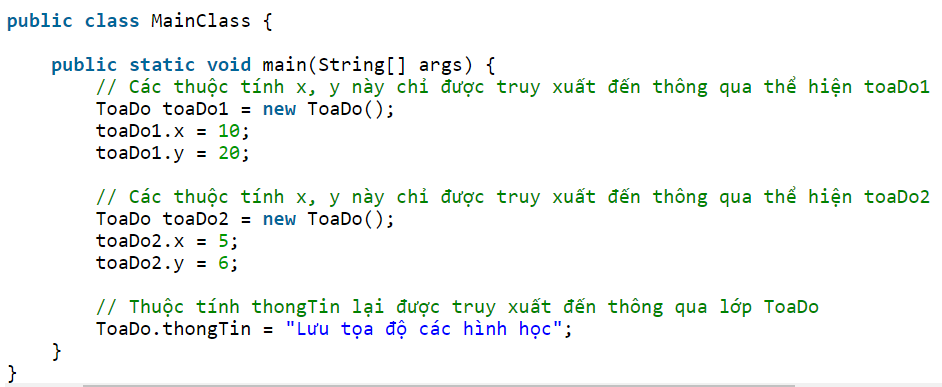 public class MainClass {
public static void main(String[] args) {
// Các thuộc tính x, y này chỉ được truy xuất đến thông qua thể hiện toaDo1
ToaDo toaDo1 = new ToaDo();
toaDo1.x = 10;
toaDo1.y = 20;
// Các thuộc tính x, y này chỉ được truy xuất đến thông qua thể hiện toaDo2
ToaDo toaDo2 = new ToaDo();
toaDo2.x = 5;
toaDo2.y = 6;
// Thuộc tính thongTin lại được truy xuất đến thông qua lớp ToaDo
ToaDo.thongTin = "Lưu tọa độ các hình học";
}
}